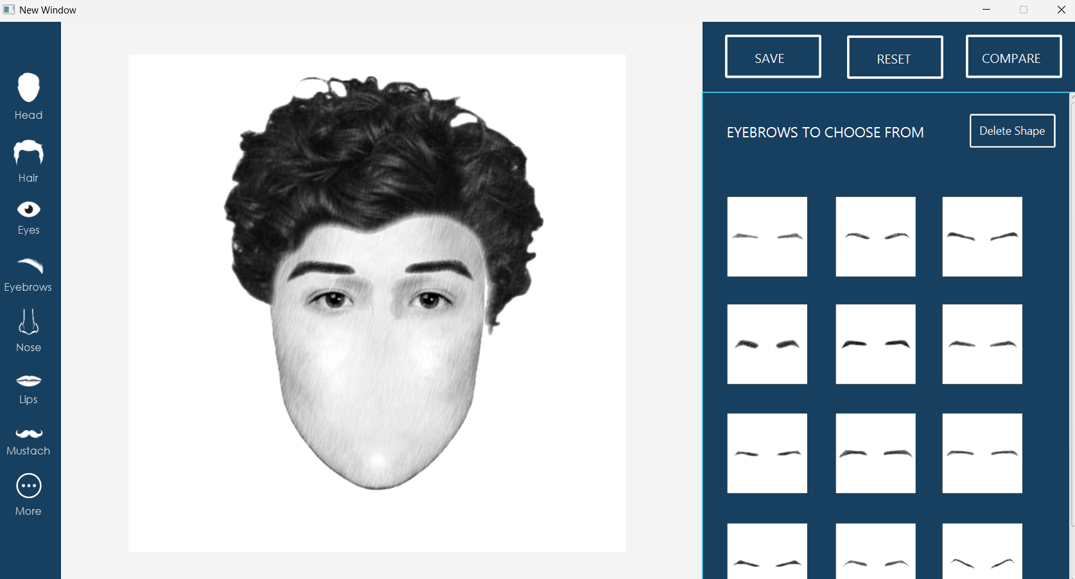 New Window
Head
Hair
Eyes
Eyebrows
Nose
Lips
Mustach
More
SAVE
RESET
COMPARE
EYEBROWS TO CHOOSE FROM
Delete Shape